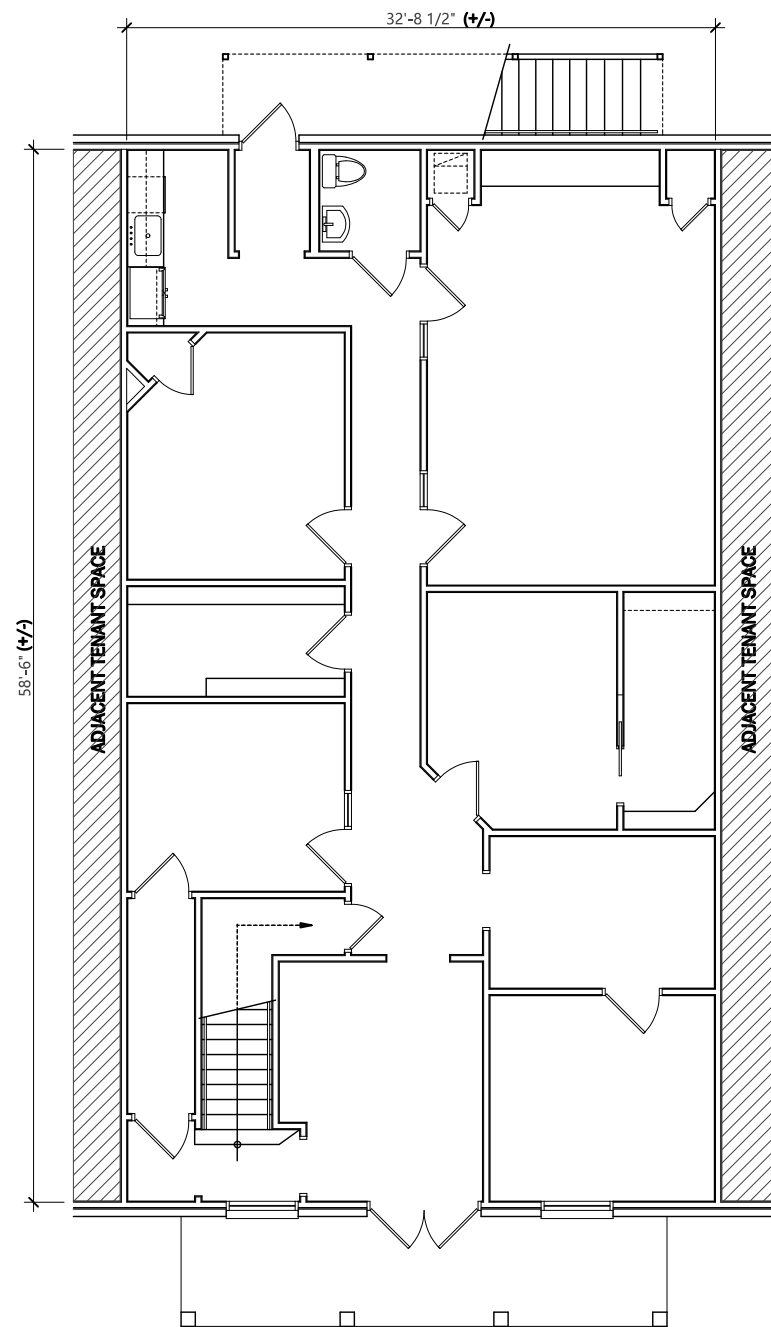 32'-8 1/2" (+/-)
58'-6" (+/-)
ADJACENT TENANT SPACE
ADJACENT TENANT SPACE